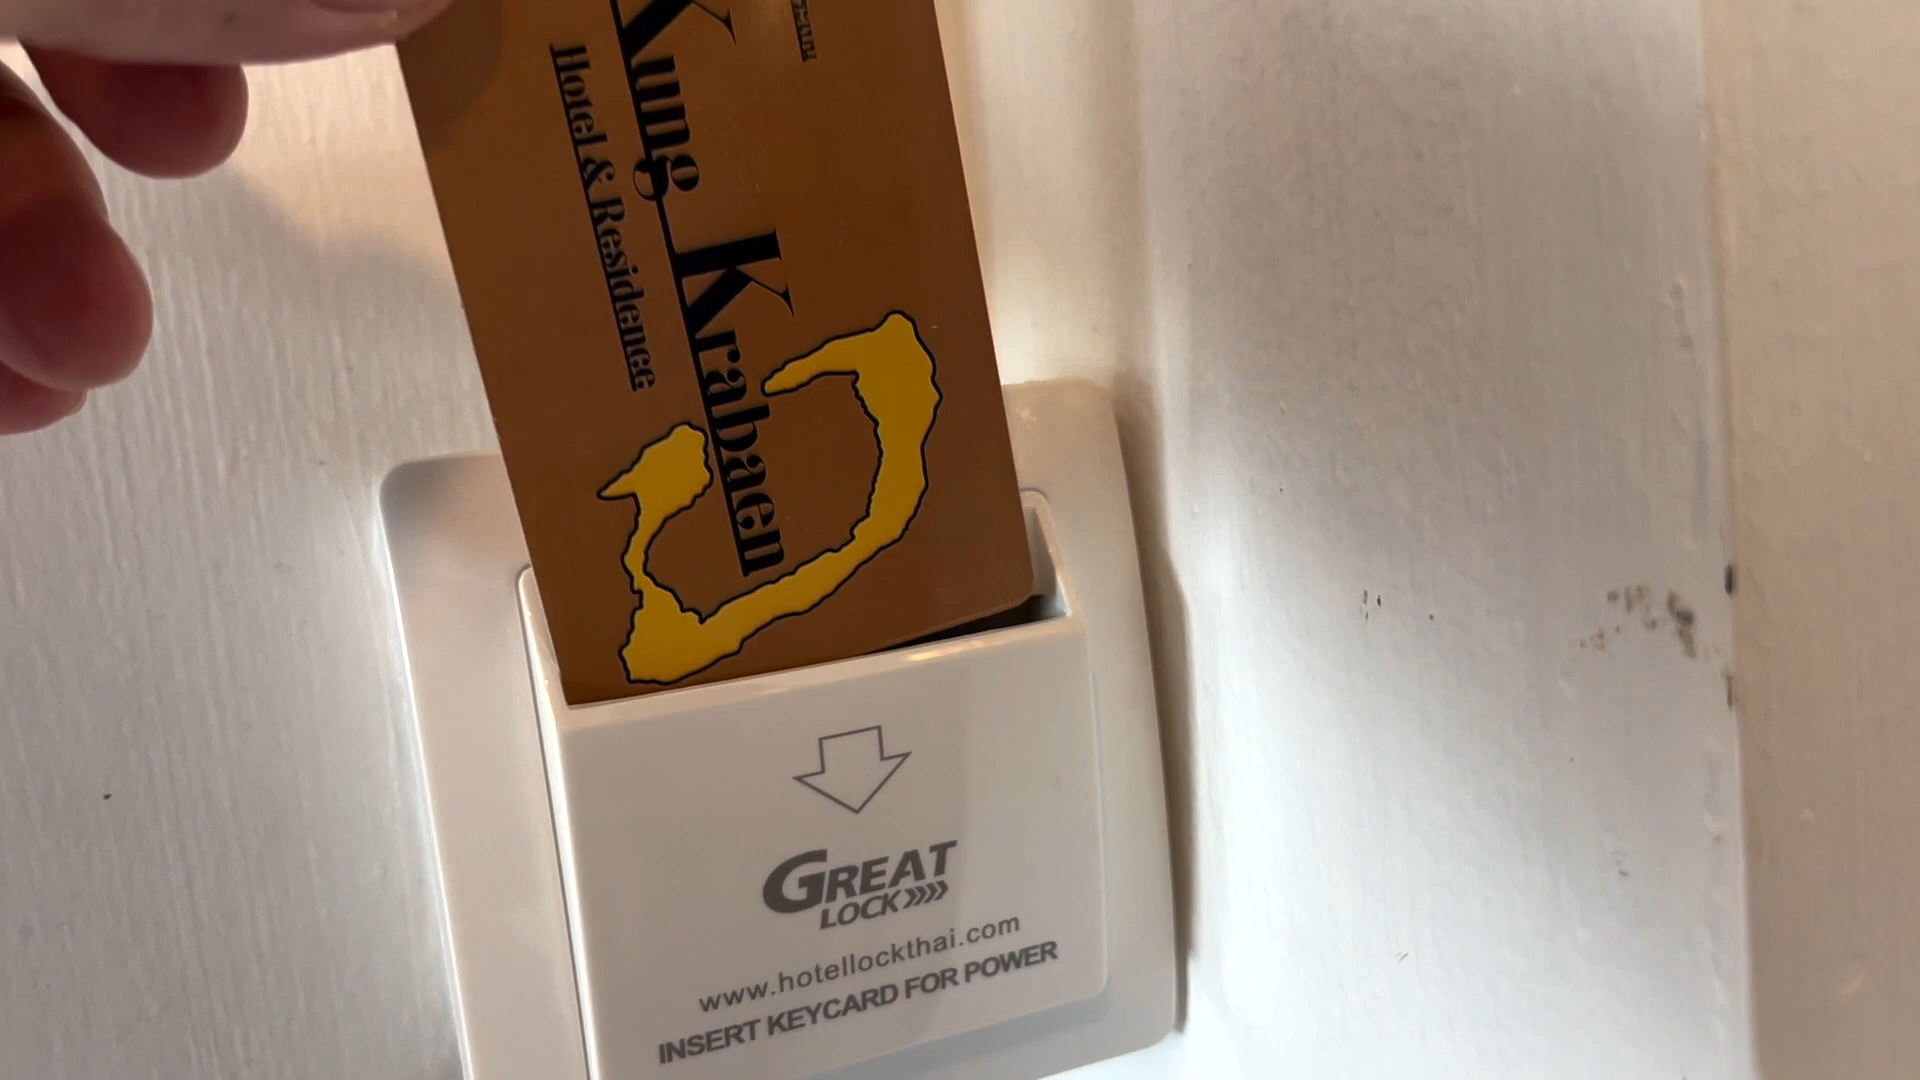 Kung Krabaen
Hotel & Residence
GREAT
LOCK
www.hotellockthai.com
INSERT KEYCARD FOR POWER